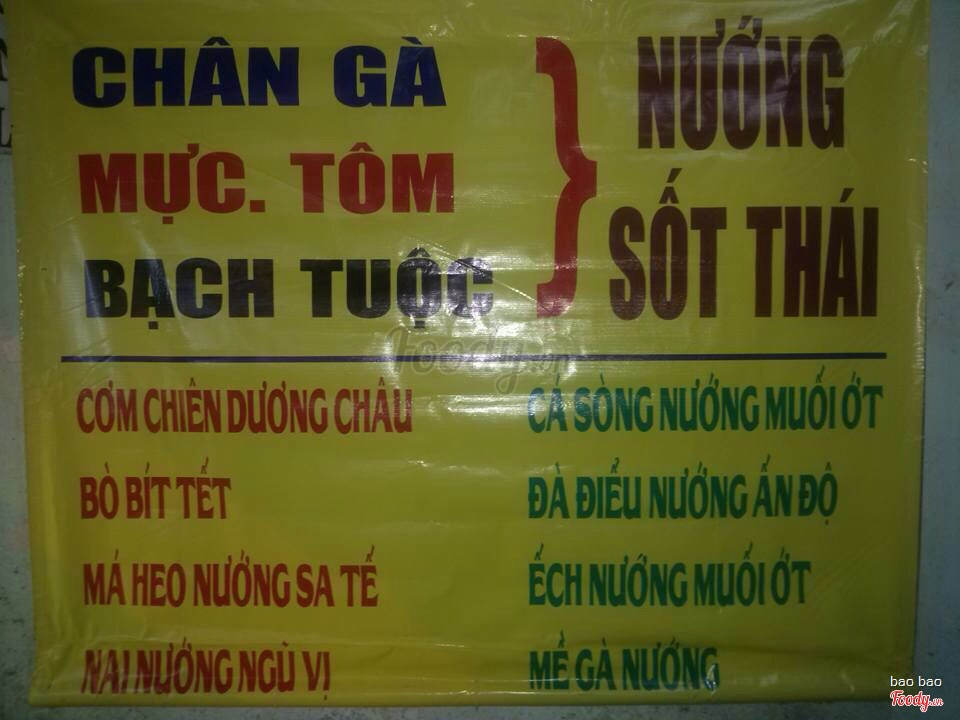 CHÂN GÀ
MỰC. TÔM
BẠCH TUỘC
NƯỚNG
SỐT THÁI
Foody.vn
CƠM CHIÊN DƯƠNG CHÂU
BÒ BÍT TẾT
MÁ HEO NƯỚNG SA TẾ
NAI NƯỚNG NGŨ VỊ
CÁ SÒNG NƯỚNG MUỐI ỚT
ĐÀ ĐIỂU NƯỚNG ẤN ĐỘ
ẾCH NƯỚNG MUỐI ỚT
MỀ GÀ NƯỚNG
bao bao
Foody.vn